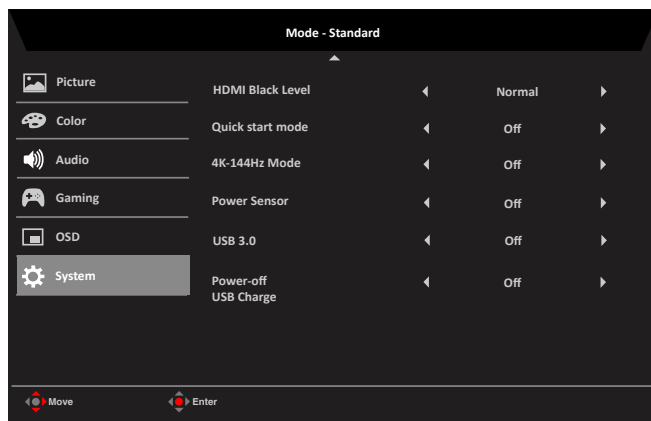 Mode - Standard
Picture
Color
Audio
Gaming
OSD
System
HDMI Black Level Normal
Quick start mode Off
4K-144Hz Mode Off
Power Sensor Off
USB 3.0 Off
Power-off Off
USB Charge
Move Enter